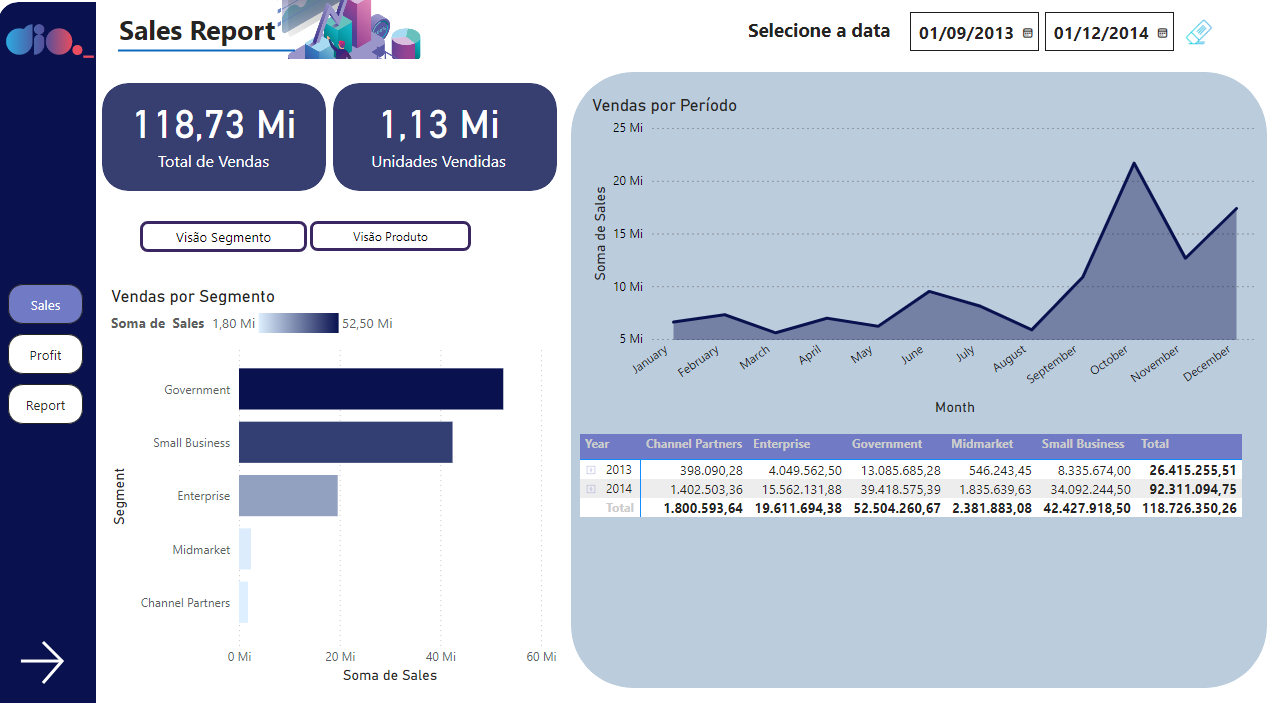 dio._
Sales Report
Selecione a data
01/09/2013
01/12/2014
118,73 Mi
Total de Vendas
1,13 Mi
Unidades Vendidas
Visão Segmento
Visão Produto
Sales
Profit
Report
Vendas por Segmento
Soma de Sales 1,80 Mi 52,50 Mi
Segment
Government
Small Business
Enterprise
Midmarket
Channel Partners
0 Mi 20 Mi 40 Mi 60 Mi
Soma de Sales
Vendas por Período
Soma de Sales
25 Mi
20 Mi
15 Mi
10 Mi
5 Mi
January February March April May June July August September October November December
Month
Year Channel Partners Enterprise Government Midmarket Small Business Total
2013 398.090,28 4.049.562,50 13.085.685,28 546.243,45 8.335.674,00 26.415.255,51
2014 1.402.503,36 15.562.131,88 39.418.575,39 1.835.639,63 34.092.244,50 92.311.094,75
Total 1.800.593,64 19.611.694,38 52.504.260,67 2.381.883,08 42.427.918,50 118.726.350,26